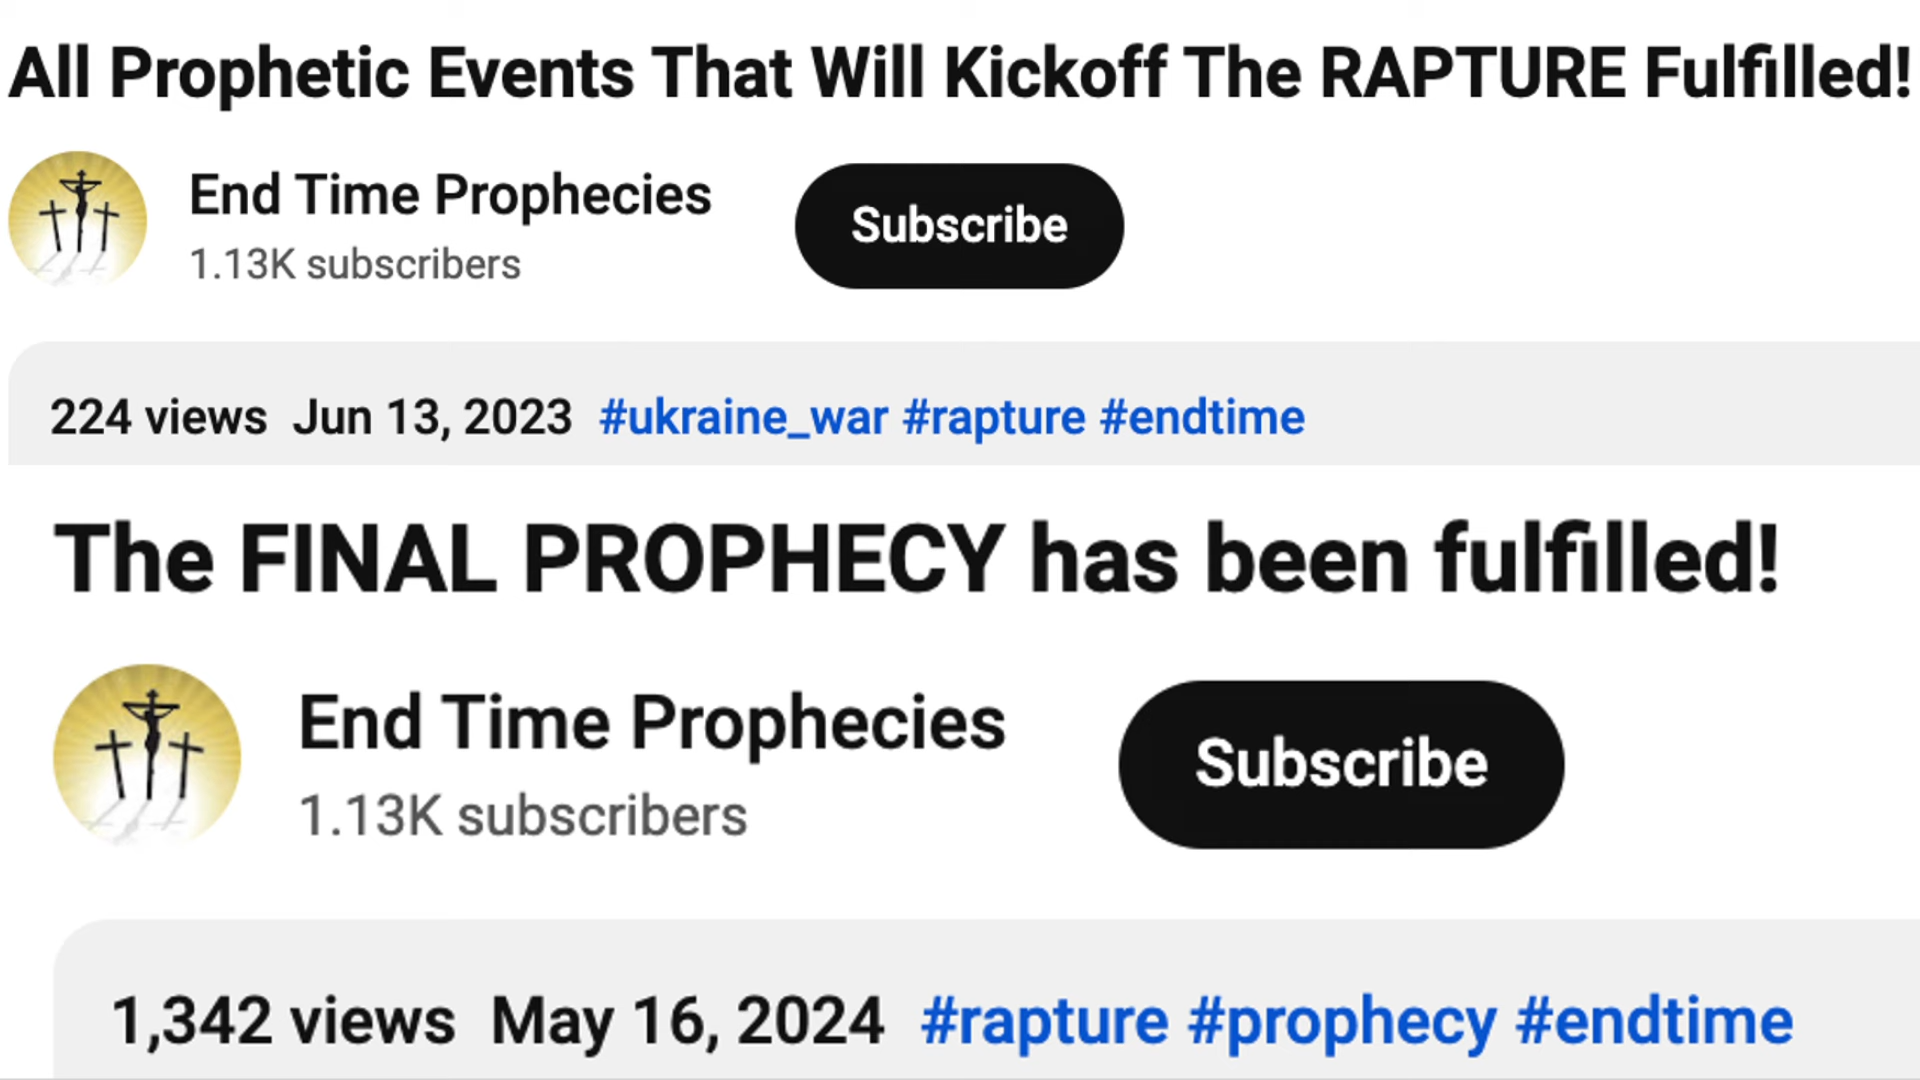 All Prophetic Events That Will Kickoff The RAPTURE Fulfilled!
End Time Prophecies
Subscribe
1.13K subscribers
224 views Jun 13, 2023 #ukraine_war #rapture #endtime
The FINAL PROPHECY has been fulfilled!
End Time Prophecies
Subscribe
1.13K subscribers
1,342 views May 16, 2024 #rapture #prophecy #endtime